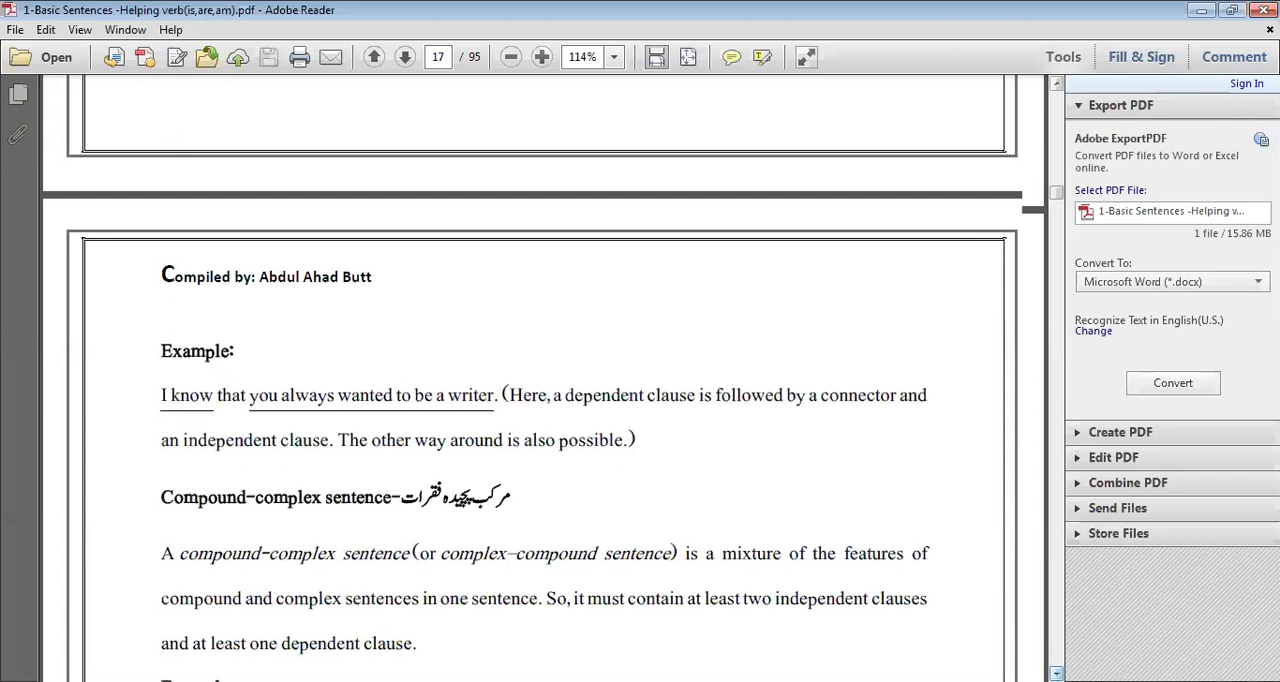 1-Basic Sentences -Helping verb(is,are,am).pdf - Adobe Reader
File Edit View Window Help
Open 17 / 95 114% Tools Fill & Sign Comment
Sign In
Export PDF
Adobe ExportPDF
Convert PDF files to Word or Excel
online.
Select PDF File:
1-Basic Sentences -Helping v...
1 file / 15.86 MB
Convert To:
Microsoft Word (*.docx)
Recognize Text in English(U.S.)
Change
Convert
Create PDF
Edit PDF
Combine PDF
Send Files
Store Files
Compiled by: Abdul Ahad Butt
Example:
I know that you always wanted to be a writer. (Here, a dependent clause is followed by a connector and
an independent clause. The other way around is also possible.)
Compound-complex sentence-مرکب پیچیدہ فقرات
A compound-complex sentence(or complex–compound sentence) is a mixture of the features of
compound and complex sentences in one sentence. So, it must contain at least two independent clauses
and at least one dependent clause.